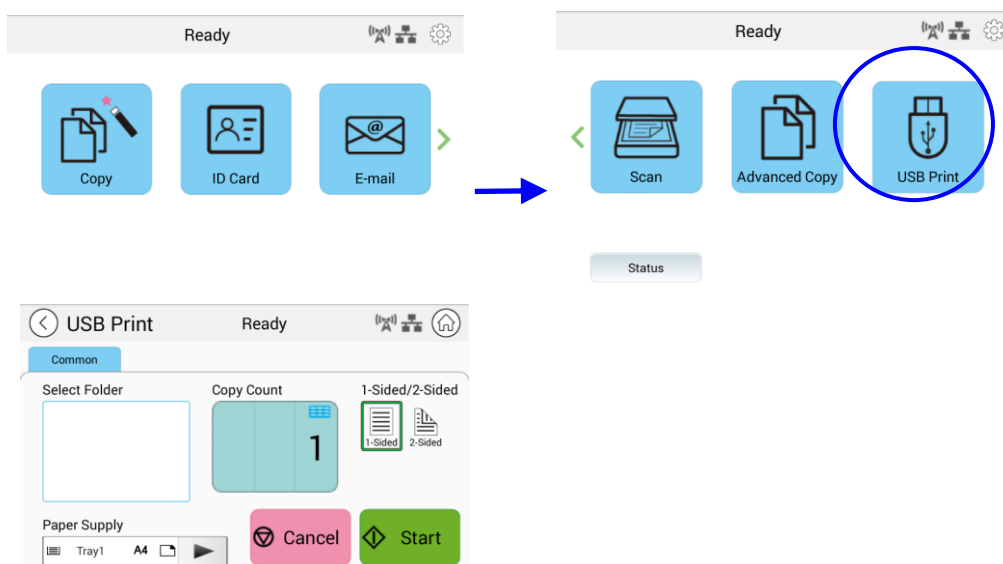 Ready
Copy
ID Card
@
E-mail
Ready
Scan
Advanced Copy
USB Print
Status
USB Print
Ready
Common
Select Folder
Copy Count
1-Sided/2-Sided
1
1-Sided
2-Sided
Paper Supply
Tray1 A4
Cancel
Start